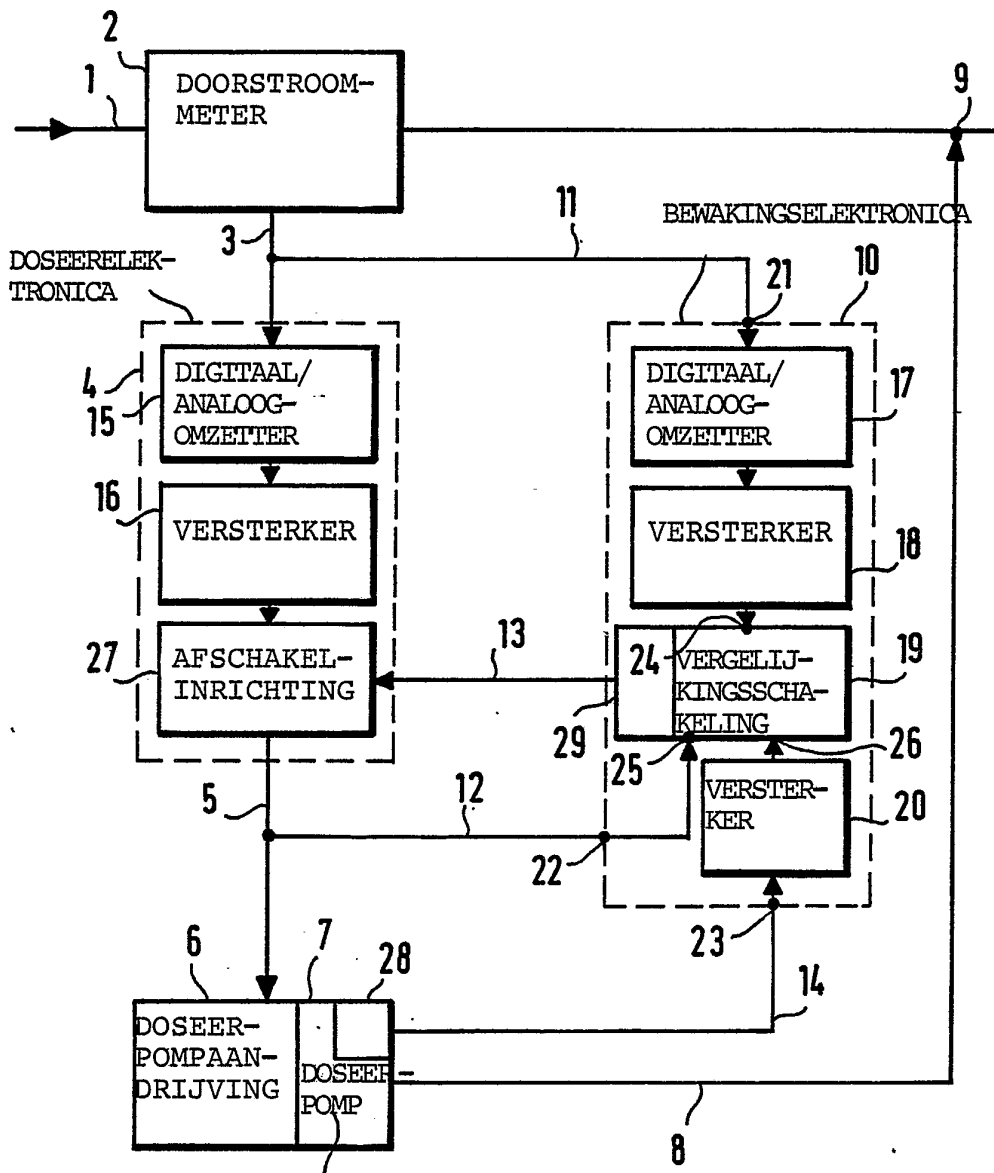 2
DOORSTROOM-
METER
1
9
3
11
BEWAKINGSELEKTRONICA
DOSEERELEK-
TRONICA
21
10
4
DIGITAAL/
ANALOOG-
OMZETTER
15
DIGITAAL/
ANALOOG-
OMZETTER
17
16
VERSTERKER
VERSTERKER
18
27
AFSCHAKEL-
INRICHTING
13
24
VERGELIJ-
KINGSSCHA-
KELING
19
29
25
26
5
12
22
VERSTER-
KER
20
23
6
7
28
14
DOSEER-
POMPAAN-
DRIJVING
DOSEER-
POMP
8